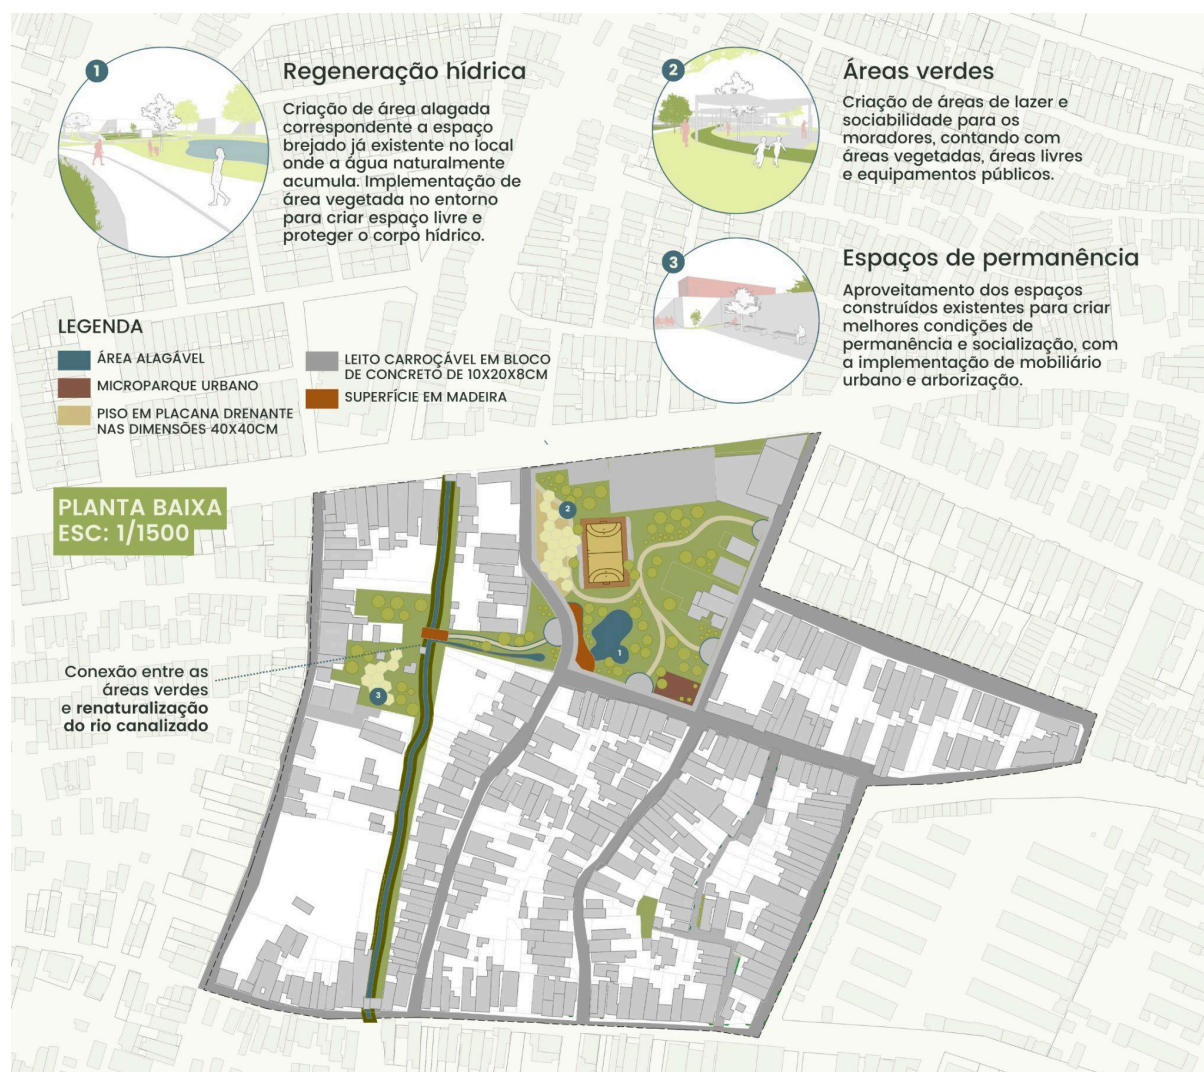 1
Regeneração hídrica
Criação de área alagada
correspondente a espaço
brejado já existente no local
onde a água naturalmente
acumula. Implementação de
área vegetada no entorno
para criar espaço livre e
proteger o corpo hídrico.
2
Áreas verdes
Criação de áreas de lazer e
sociabilidade para os
moradores, contando com
áreas vegetadas, áreas livres
e equipamentos públicos.
3
Espaços de permanência
Aproveitamento dos espaços
construídos existentes para criar
melhores condições de
permanência e socialização, com
a implementação de mobiliário
urbano e arborização.
LEGENDA
ÁREA ALAGÁVEL
MICROPARQUE URBANO
PISO EM PLACANA DRENANTE
NAS DIMENSÕES 40X40CM
LEITO CARROÇÁVEL EM BLOCO
DE CONCRETO DE 10X20X8CM
SUPERFÍCIE EM MADEIRA
PLANTA BAIXA
ESC: 1/1500
2
1
3
Conexão entre as
áreas verdes
e renaturalização
do rio canalizado